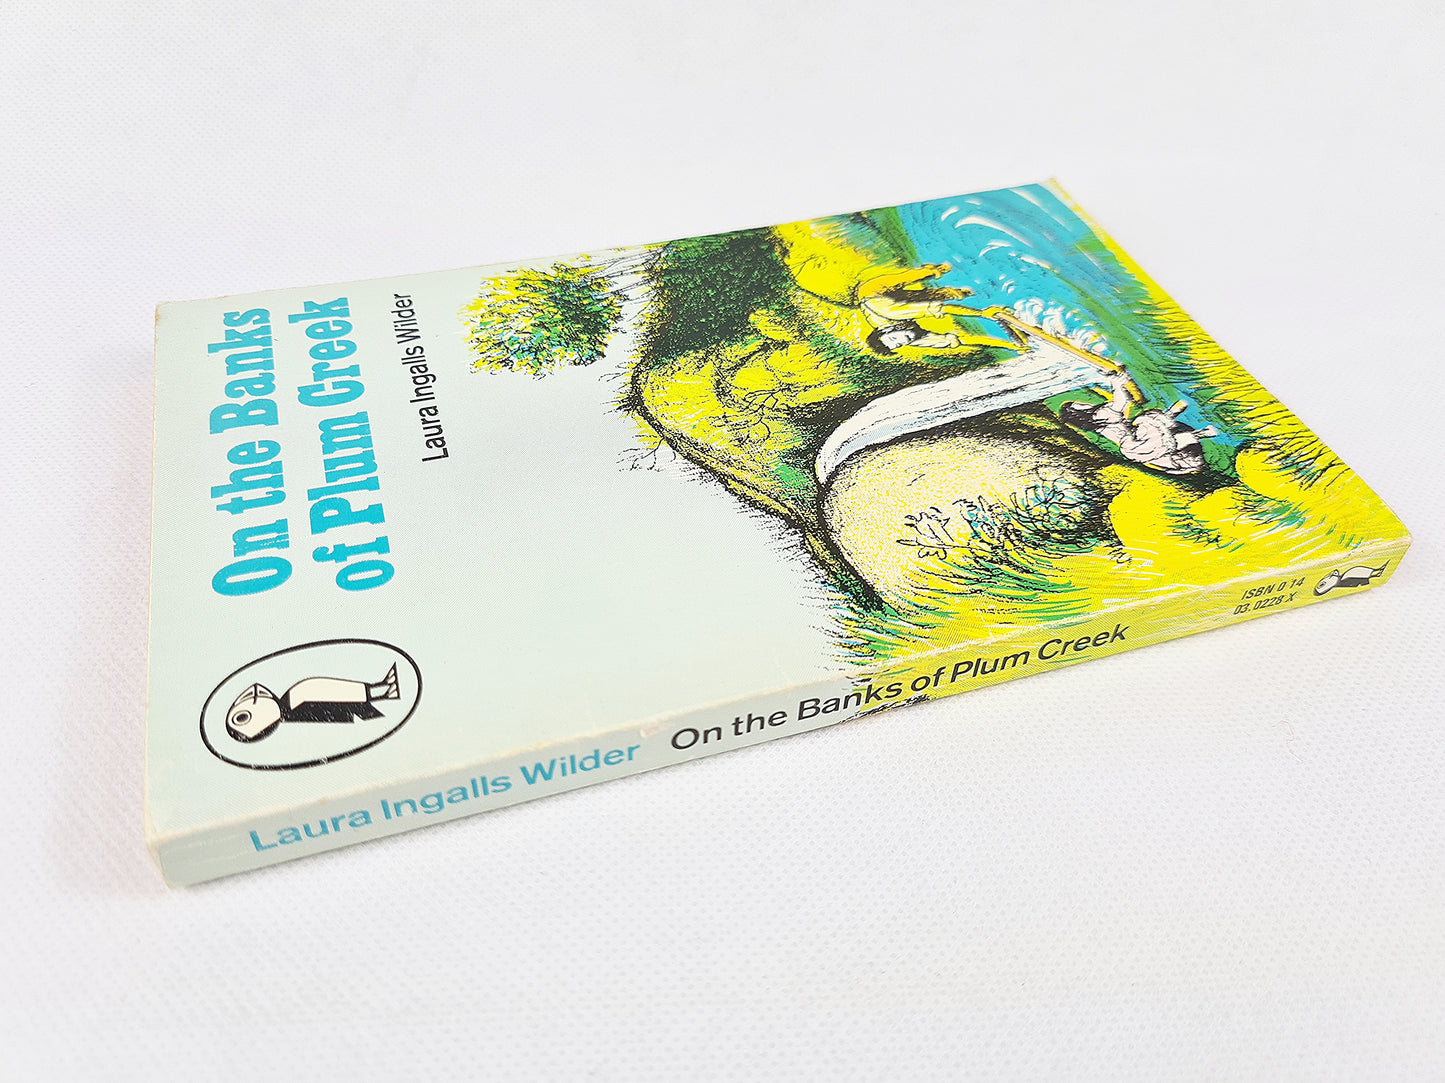 On the Banks
of Plum Creek
Laura Ingalls Wilder
Laura Ingalls Wilder On the Banks of Plum Creek
ISBN 0 14
03.0228 X